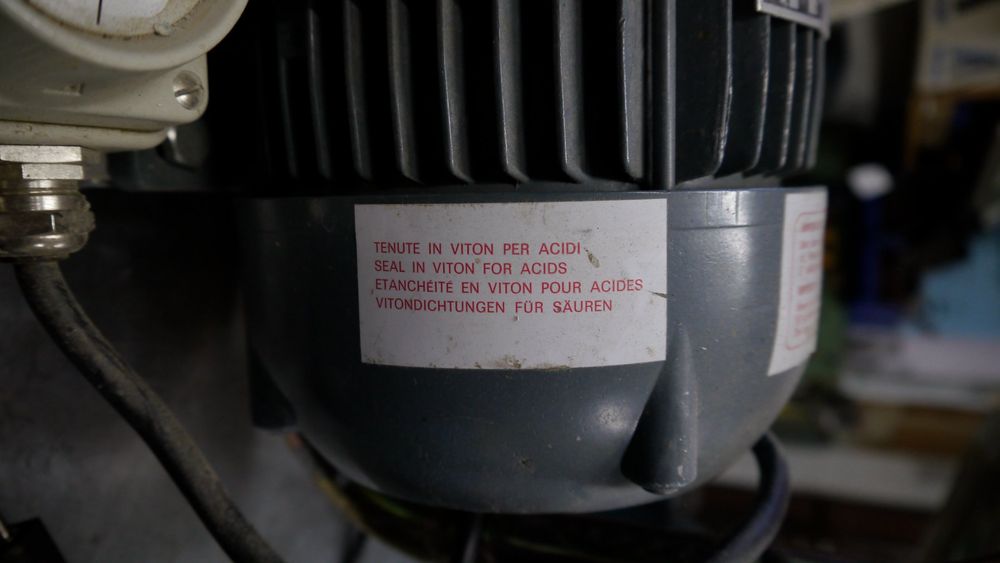 TENUTE IN VITON PER ACIDI
SEAL IN VITON FOR ACIDS
ETANCHÉITÉ EN VITON POUR ACIDES
VITONDICHTUNGEN FÜR SÄUREN